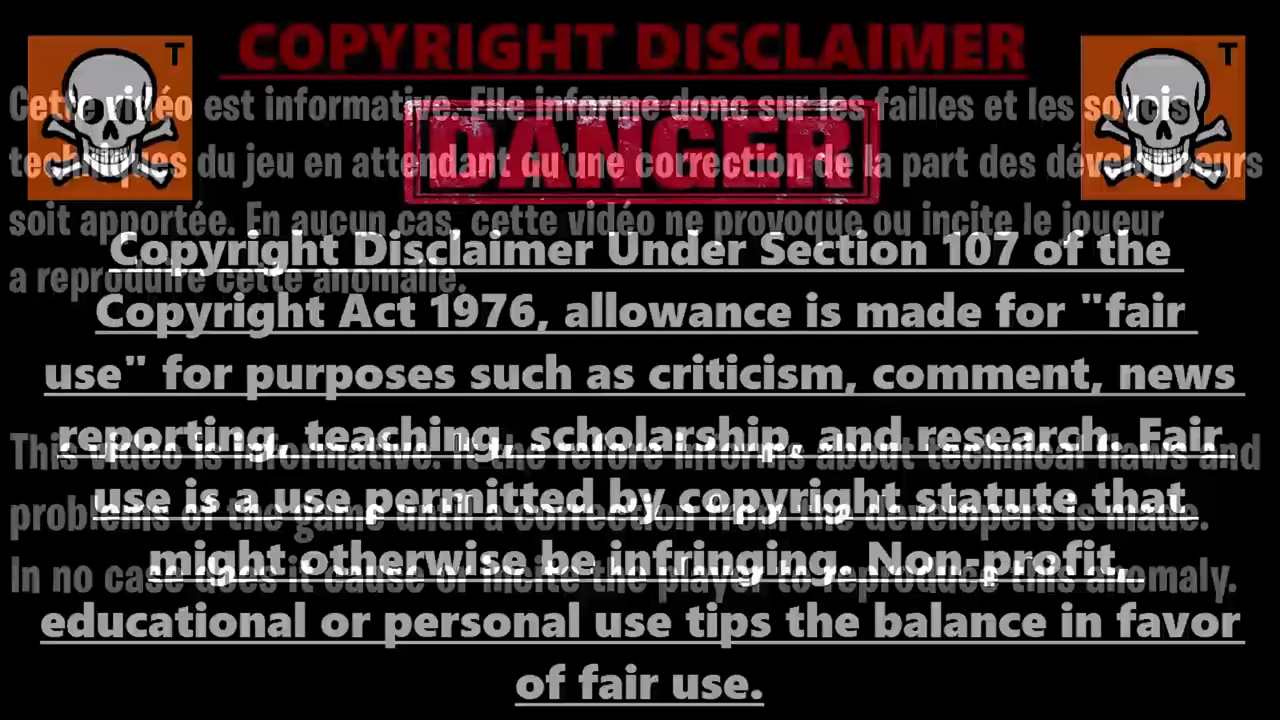 COPYRIGHT DISCLAIMER
T
T
DANGER
Cette vidéo est informative. Elle informe donc sur les failles et les soucis
techniques du jeu en attendant qu'une correction de la part des développeurs
soit apportée. En aucun cas, cette vidéo ne provoque ou incite le joueur
a reproduire cette anomalie.
Copyright Disclaimer Under Section 107 of the
Copyright Act 1976, allowance is made for "fair
use" for purposes such as criticism, comment, news
reporting, teaching, scholarship, and research. Fair
use is a use permitted by copyright statute that
might otherwise be infringing. Non-profit,
educational or personal use tips the balance in favor
of fair use.
This video is informative. It the refore informs about technical flaws and
problems of the game until a correction from the developers is made.
In no case does it cause or incite the player to reproduce this anomaly.